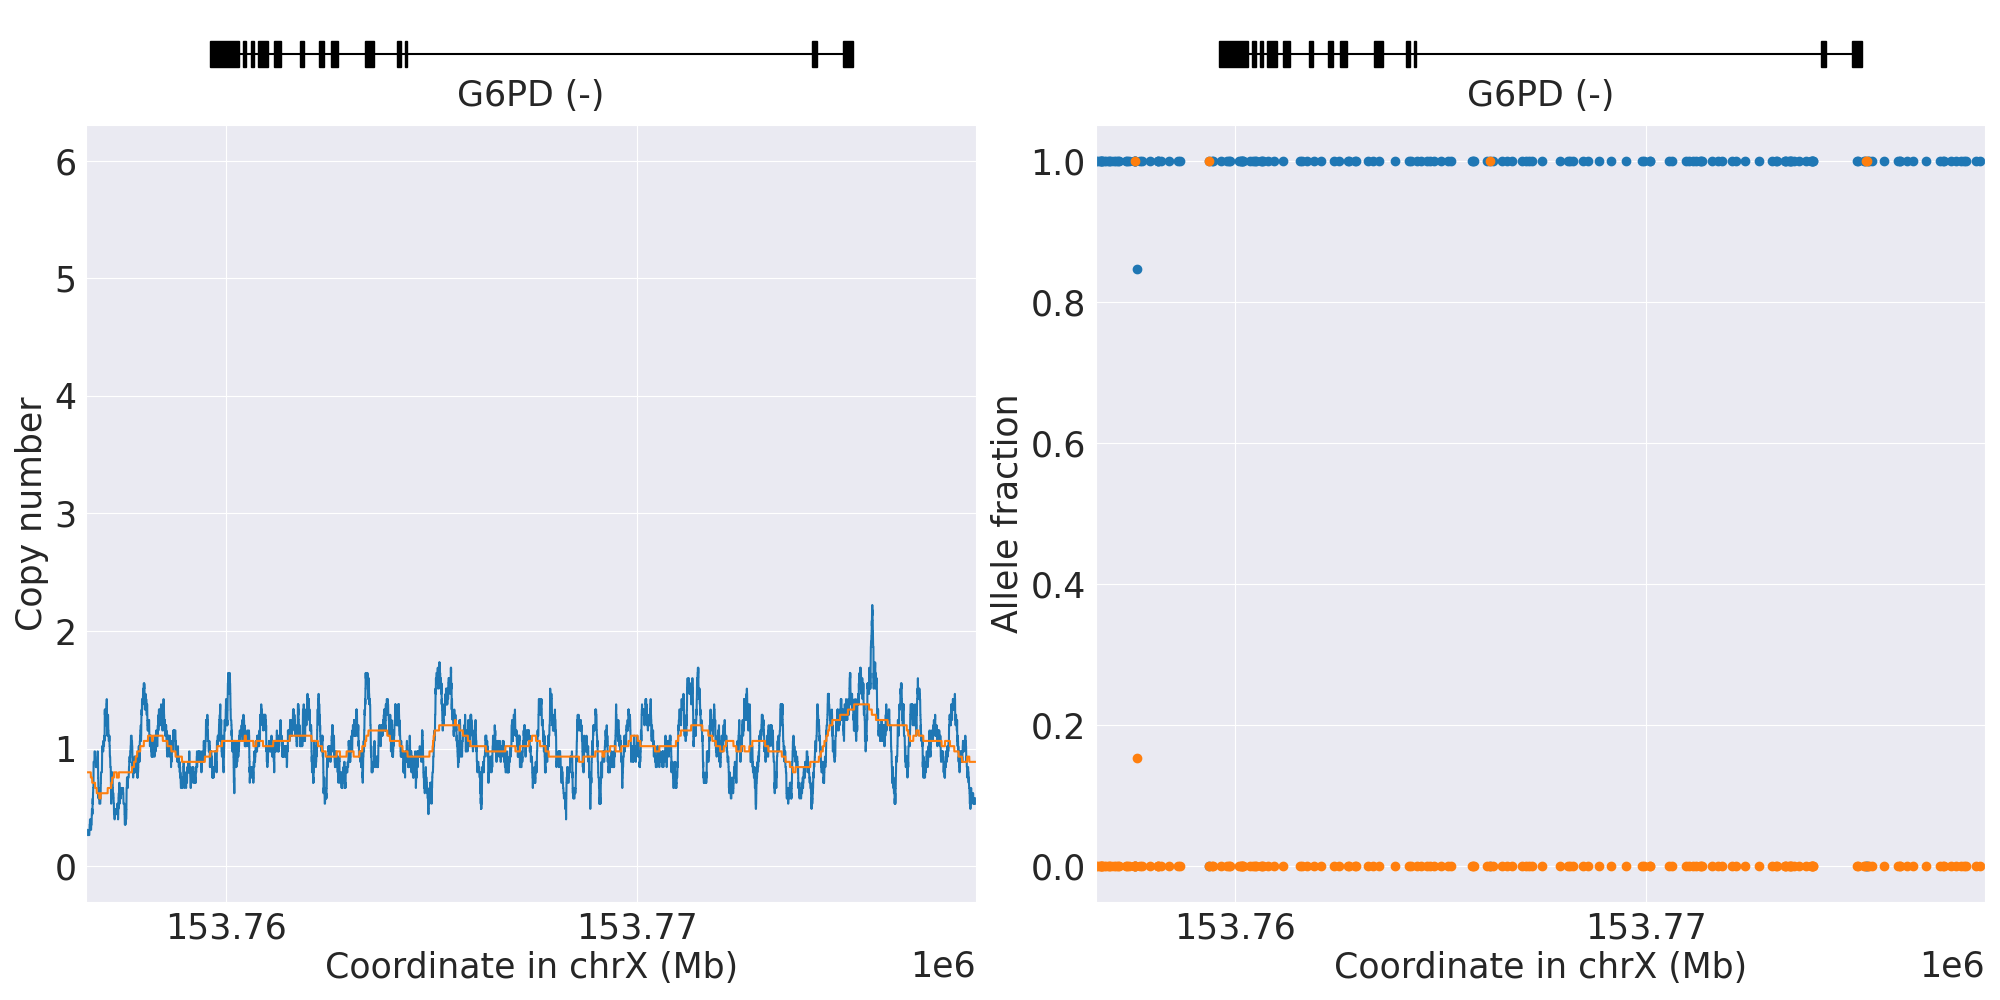 G6PD (-)
6
5
4
3
2
1
0
Copy number
153.76
153.77
Coordinate in chrX (Mb)
1e6
G6PD (-)
1.0
0.8
0.6
0.4
0.2
0.0
Allele fraction
153.76
153.77
Coordinate in chrX (Mb)
1e6